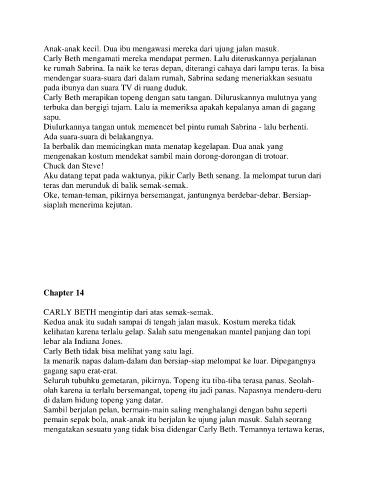 Anak-anak kecil. Dua ibu mengawasi mereka dari ujung jalan masuk.
Carly Beth mengamati mereka mendapat permen. Lalu diteruskannya perjalanan
ke rumah Sabrina. Ia naik ke teras depan, diterangi cahaya dari lampu teras. Ia bisa
mendengar suara-suara dari dalam rumah, Sabrina sedang meneriakkan sesuatu
pada ibunya dan suara TV di ruang duduk.
Carly Beth merapikan topeng dengan satu tangan. Diluruskannya mulutnya yang
terbuka dan bergigi tajam. Lalu ia memeriksa apakah kepalanya aman di gagang
sapu.
Diulurkannya tangan untuk memencet bel pintu rumah Sabrina - lalu berhenti.
Ada suara-suara di belakangnya.
Ia berbalik dan memicingkan mata menatap kegelapan. Dua anak yang
mengenakan kostum mendekat sambil main dorong-dorongan di trotoar.
Chuck dan Steve!
Aku datang tepat pada waktunya, pikir Carly Beth senang. Ia melompat turun dari
teras dan merunduk di balik semak-semak.
Oke, teman-teman, pikirnya bersemangat, jantungnya berdebar-debar. Bersiap-
siaplah menerima kejutan.
Chapter 14
CARLY BETH mengintip dari atas semak-semak.
Kedua anak itu sudah sampai di tengah jalan masuk. Kostum mereka tidak
kelihatan karena terlalu gelap. Salah satu mengenakan mantel panjang dan topi
lebar ala Indiana Jones.
Carly Beth tidak bisa melihat yang satu lagi.
Ia menarik napas dalam-dalam dan bersiap-siap melompat ke luar. Dipegangnya
gagang sapu erat-erat.
Seluruh tubuhku gemetaran, pikirnya. Topeng itu tiba-tiba terasa panas. Seolah-
olah karena ia terlalu bersemangat, topeng itu jadi panas. Napasnya menderu-deru
di dalam hidung topeng yang datar.
Sambil berjalan pelan, bermain-main saling menghalangi dengan bahu seperti
pemain sepak bola, anak-anak itu berjalan ke ujung jalan masuk. Salah seorang
mengatakan sesuatu yang tidak bisa didengar Carly Beth. Temannya tertawa keras,